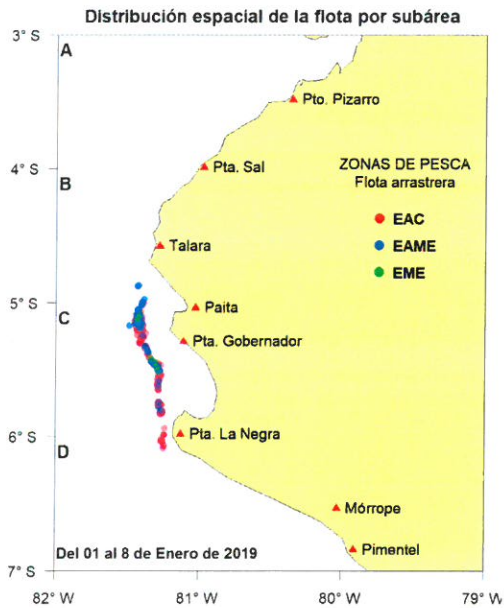 Distribución espacial de la flota por subárea
3° S
A
Pto. Pizarro
4° S
Pta. Sal
ZONAS DE PESCA
Flota arrastrera
B
EAC
Talara
EAME
EME
5° S
C
Paita
Pta. Gobernador
6° S
Pta. La Negra
D
Mórrope
Pimentel
Del 01 al 8 de Enero de 2019
7° S
82° W 81° W 80° W 79° W